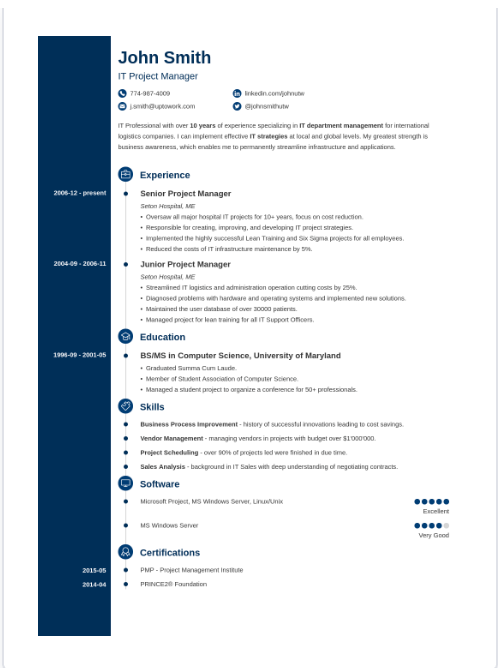 John Smith
IT Project Manager
774-987-4009
linkedin.com/johnutw
j.smith@uptowork.com
@johnsmithutw
IT Professional with over 10 years of experience specializing in IT department management for international
logistics companies. I can implement effective IT strategies at local and global levels. My greatest strength is
business awareness, which enables me to permanently streamline infrastructure and applications.
Experience
2006-12 - present
Senior Project Manager
Seton Hospital, ME
• Oversaw all major hospital IT projects for 10+ years, focus on cost reduction.
• Responsible for creating, improving, and developing IT project strategies.
• Implemented the highly successful Lean Training and Six Sigma projects for all employees.
• Reduced the costs of IT infrastructure maintenance by 5%.
2004-09 - 2006-11
Junior Project Manager
Seton Hospital, ME
• Streamlined IT logistics and administration operation cutting costs by 25%.
• Diagnosed problems with hardware and operating systems and implemented new solutions.
• Maintained the user database of over 30000 patients.
• Managed project for lean training for all IT Support Officers.
Education
1996-09 - 2001-05
BS/MS in Computer Science, University of Maryland
• Graduated Summa Cum Laude.
• Member of Student Association of Computer Science.
• Managed a student project to organize a conference for 50+ professionals.
Skills
Business Process Improvement - history of successful innovations leading to cost savings.
Vendor Management - managing vendors in projects with budget over $1'000'000.
Project Scheduling - over 90% of projects led were finished in due time.
Sales Analysis - background in IT Sales with deep understanding of negotiating contracts.
Software
Microsoft Project, MS Windows Server, Linux/Unix
Excellent
MS Windows Server
Very Good
Certifications
2015-05
PMP - Project Management Institute
2014-04
PRINCE2® Foundation